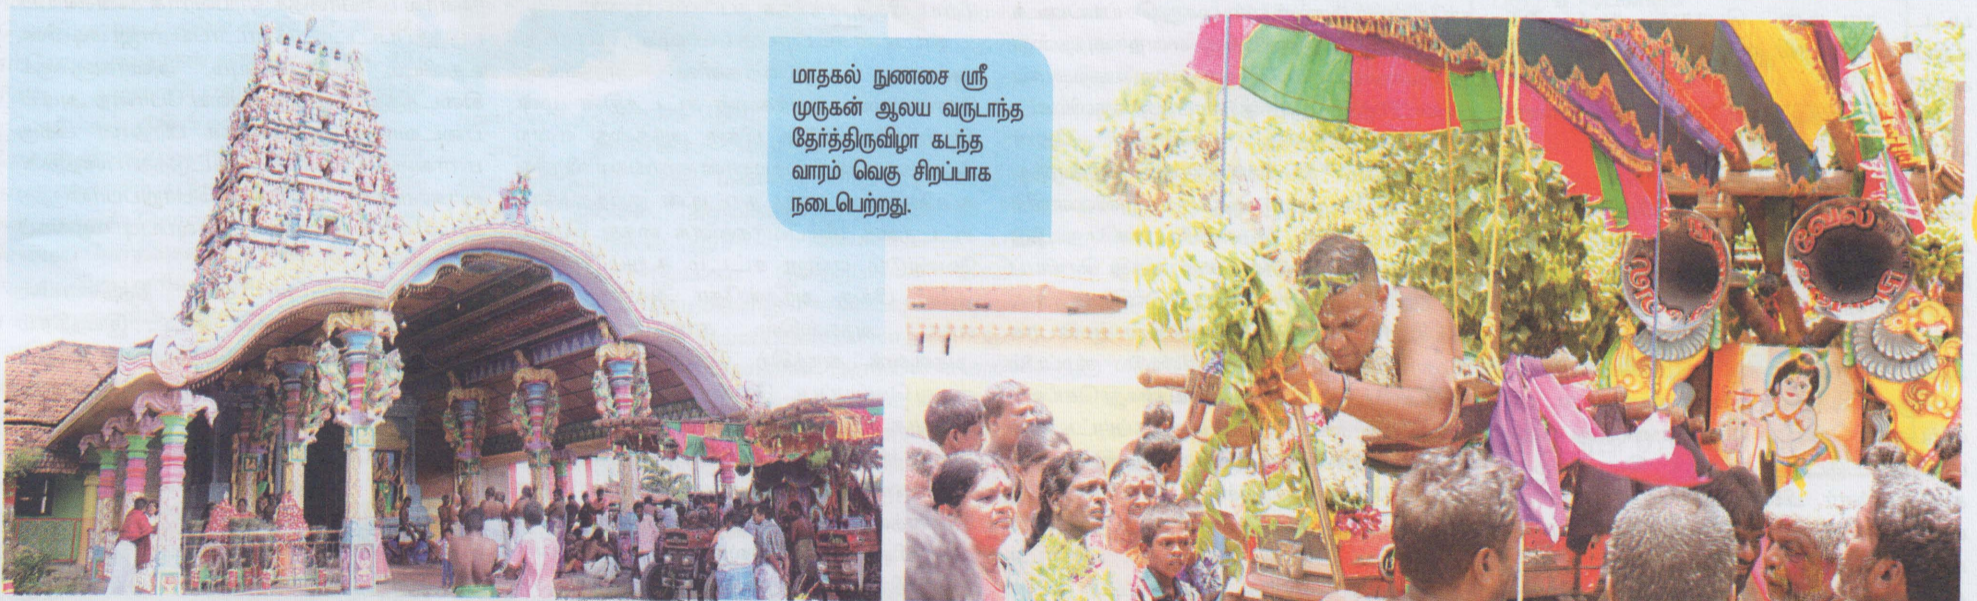 மாதகல் நுணசை ஸ்ரீ
முருகன் ஆலய வருடாந்த
தேர்த்திருவிழா கடந்த
வாரம் வெகு சிறப்பாக
நடைபெற்றது.
வேல்